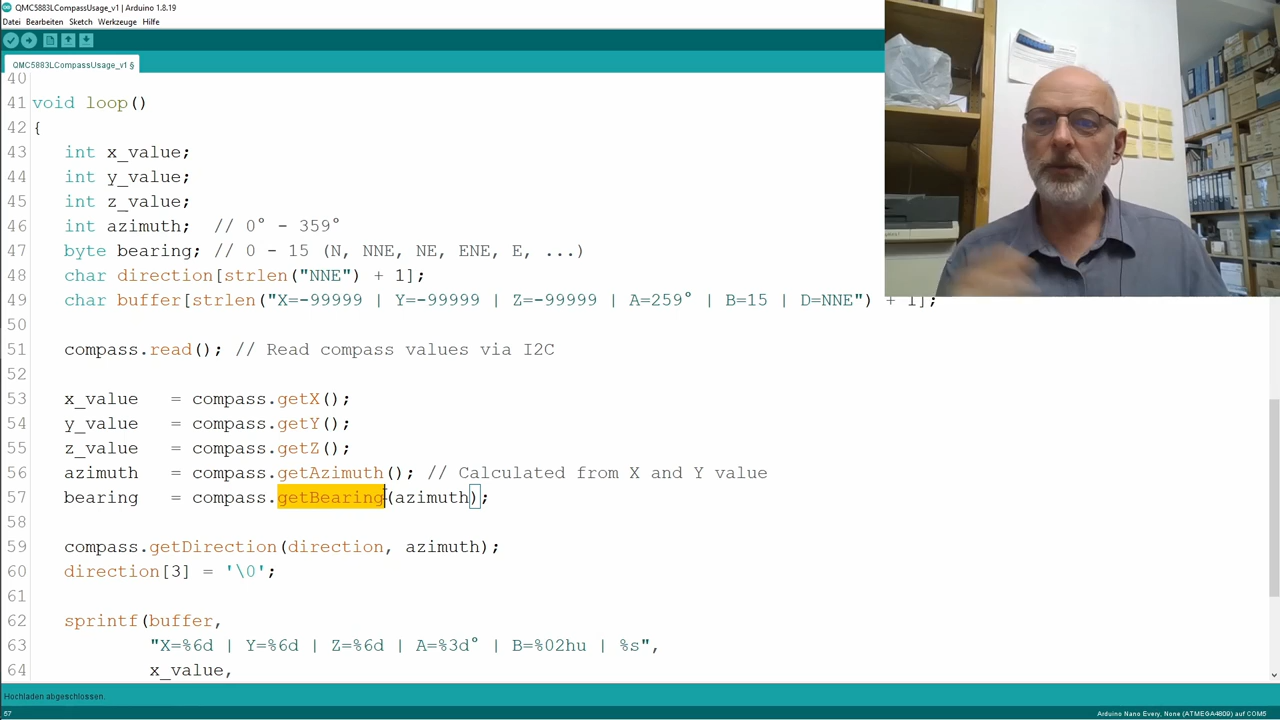 QMC5883LCompassUsage_v1 | Arduino 1.8.19
Datei Bearbeiten Sketch Werkzeuge Hilfe
QMC5883LCompassUsage_v1 §
40
41 void loop()
42 {
43 int x_value;
44 int y_value;
45 int z_value;
46 int azimuth; // 0° - 359°
47 byte bearing; // 0 - 15 (N, NNE, NE, ENE, E, ...)
48 char direction[strlen("NNE") + 1];
49 char buffer[strlen("X=-99999 | Y=-99999 | Z=-99999 | A=259° | B=15 | D=NNE") + 1];
50
51 compass.read(); // Read compass values via I2C
52
53 x_value = compass.getX();
54 y_value = compass.getY();
55 z_value = compass.getZ();
56 azimuth = compass.getAzimuth(); // Calculated from X and Y value
57 bearing = compass.getBearing(azimuth);
58
59 compass.getDirection(direction, azimuth);
60 direction[3] = '\0';
61
62 sprintf(buffer,
63 "X=%6d | Y=%6d | Z=%6d | A=%3d° | B=%02hu | %s",
64 x_value,
Hochladen abgeschlossen.
57 Arduino Nano Every, None (ATMEGA4809) auf COM5